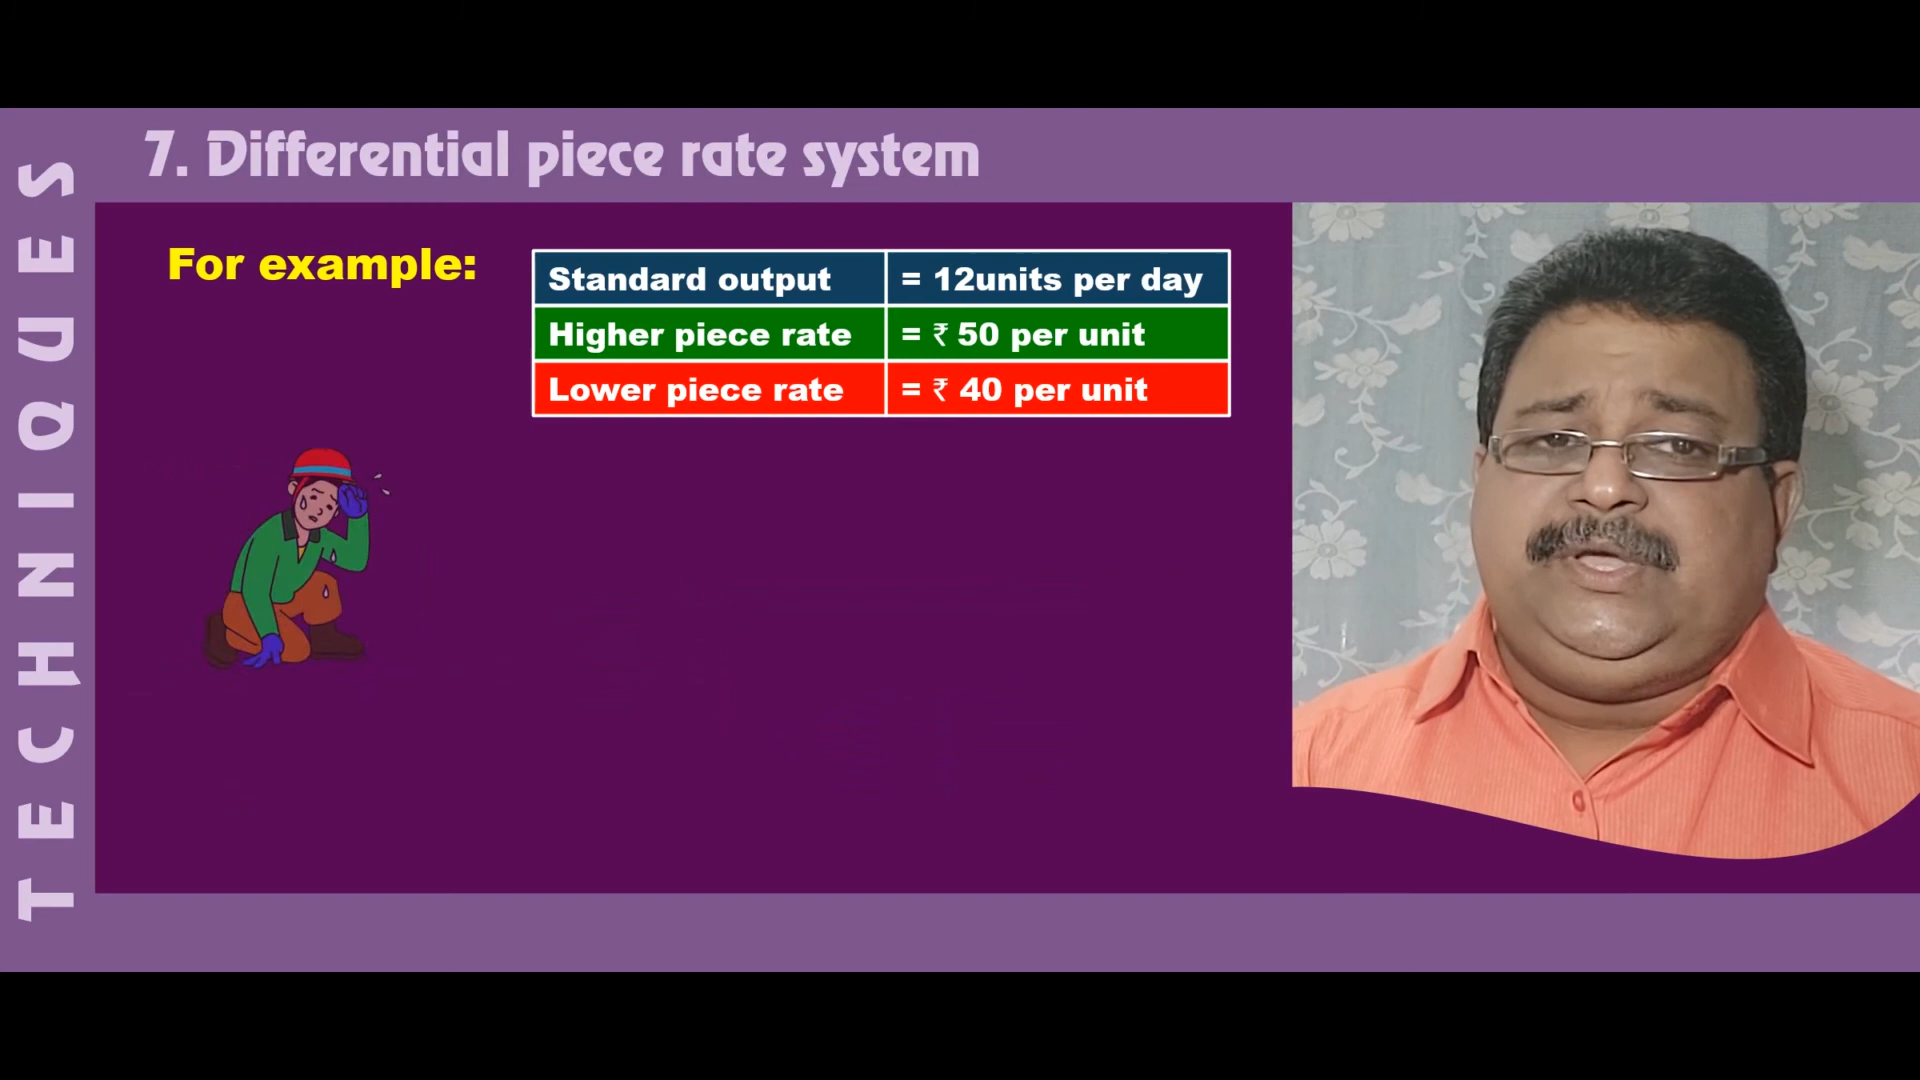 TECHNIQUES
7. Differential piece rate system
For example:
Standard output = 12units per day
Higher piece rate = ₹ 50 per unit
Lower piece rate = ₹ 40 per unit